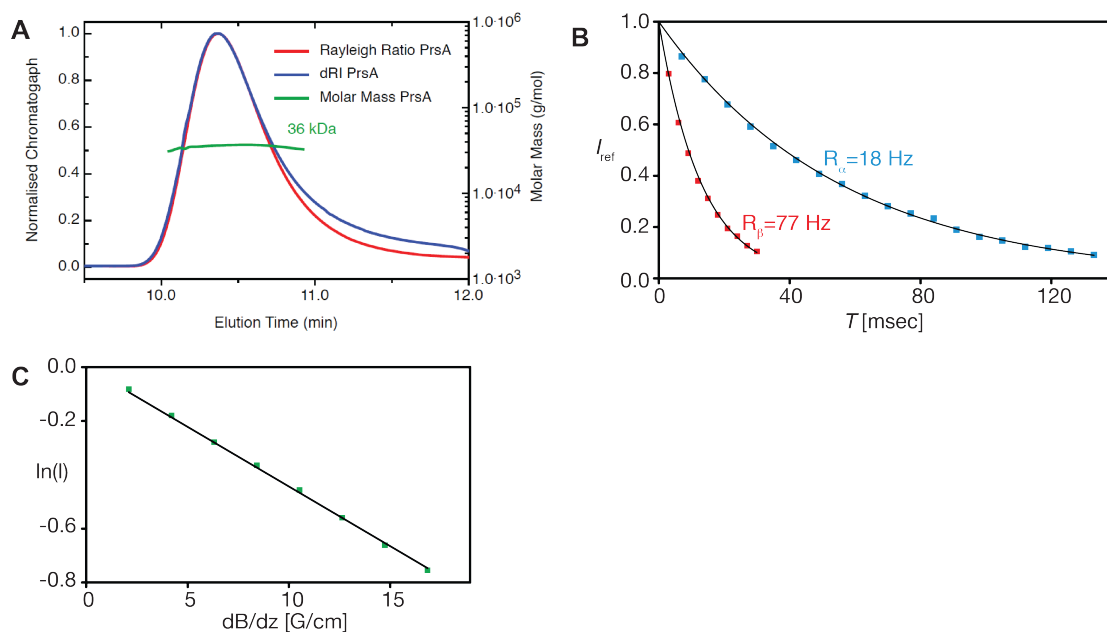 A
Normalised Chromatogaph
1.0
0.8
0.6
0.4
0.2
0.0
10.0
11.0
12.0
Elution Time (min)
Rayleigh Ratio PrsA
dRI PrsA
Molar Mass PrsA
36 kDa
1.0·10⁶
1.0·10⁵
1.0·10⁴
1.0·10³
Molar Mass (g/mol)
B
Iref
1.0
0.8
0.6
0.4
0.2
0.0
0
40
80
120
T [msec]
Rα=18 Hz
Rβ=77 Hz
C
ln(I)
0.0
-0.2
-0.4
-0.6
-0.8
0
5
10
15
dB/dz [G/cm]